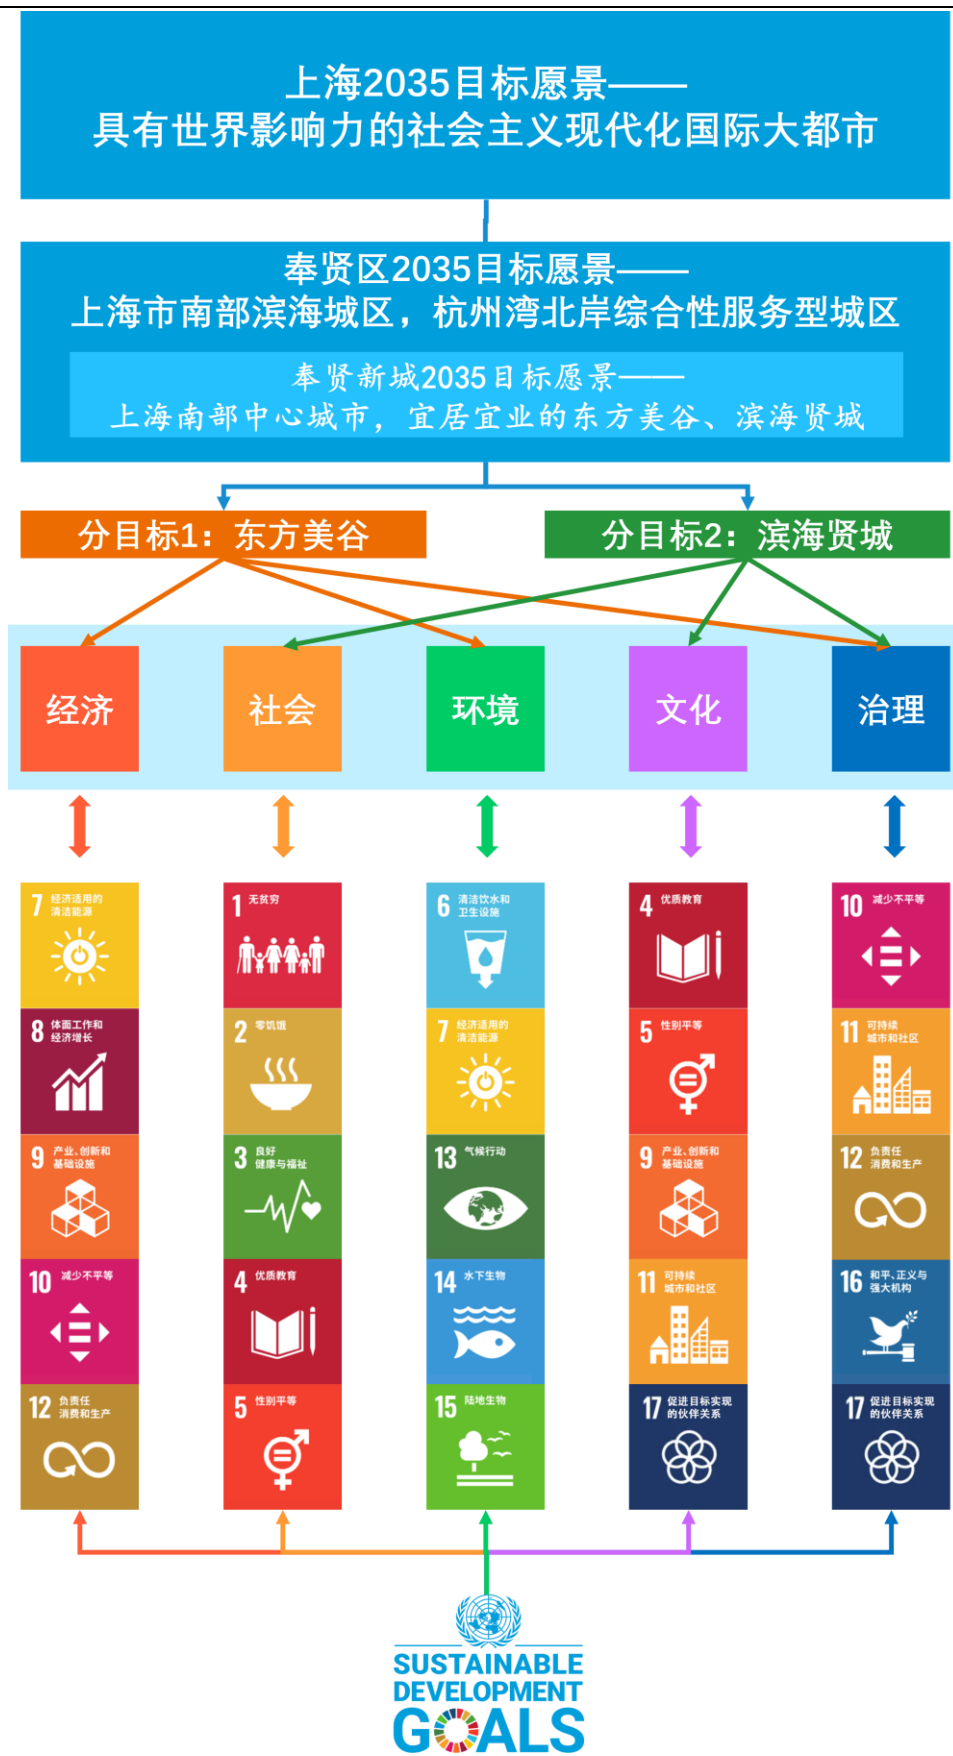 上海2035目标愿景——
具有世界影响力的社会主义现代化国际大都市
奉贤区2035目标愿景——
上海市南部滨海城区，杭州湾北岸综合性服务型城区
奉贤新城2035目标愿景——
上海南部中心城市，宜居宜业的东方美谷、滨海贤城
分目标1：东方美谷
分目标2：滨海贤城
经济
社会
环境
文化
治理
7 经济适用的
清洁能源
8 体面工作和
经济增长
9 产业、创新和
基础设施
10 减少不平等
12 负责任
消费和生产
1 无贫穷
2 零饥饿
3 良好
健康与福祉
4 优质教育
5 性别平等
6 清洁饮水和
卫生设施
7 经济适用的
清洁能源
13 气候行动
14 水下生物
15 陆地生物
4 优质教育
5 性别平等
9 产业、创新和
基础设施
11 可持续
城市和社区
17 促进目标实现
的伙伴关系
10 减少不平等
11 可持续
城市和社区
12 负责任
消费和生产
16 和平、正义与
强大机构
17 促进目标实现
的伙伴关系
SUSTAINABLE
DEVELOPMENT
GOALS